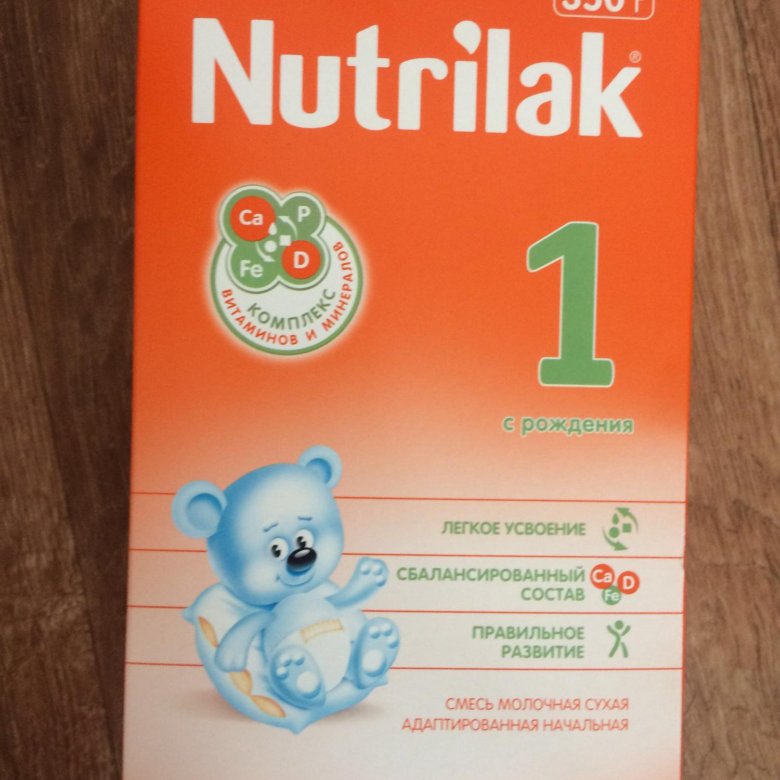 350 г
Nutrilak®
Ca P
Fe D
КОМПЛЕКС
ВИТАМИНОВ И МИНЕРАЛОВ
1
с рождения
ЛЕГКОЕ УСВОЕНИЕ
СБАЛАНСИРОВАННЫЙ
СОСТАВ
Ca D
Fe
ПРАВИЛЬНОЕ
РАЗВИТИЕ
СМЕСЬ МОЛОЧНАЯ СУХАЯ
АДАПТИРОВАННАЯ НАЧАЛЬНАЯ